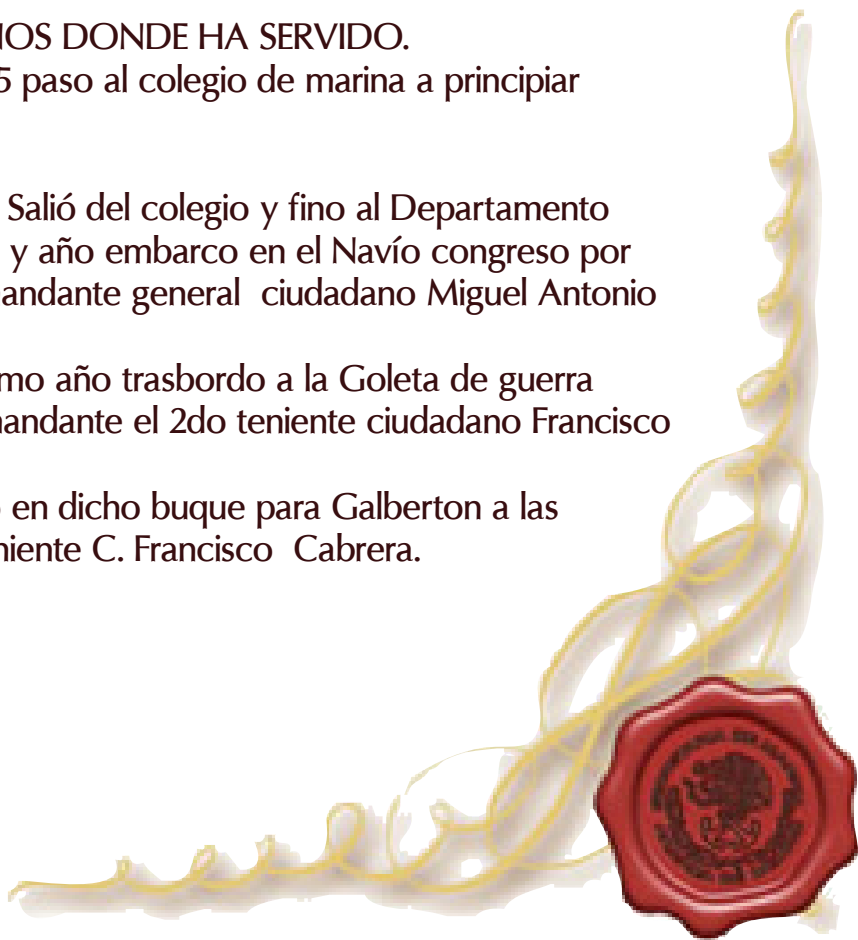 NOS DONDE HA SERVIDO.
5 paso al colegio de marina a principiar
Salió del colegio y fino al Departamento
y año embarco en el Navío congreso por
andante general ciudadano Miguel Antonio
mo año trasbordo a la Goleta de guerra
mandante el 2do teniente ciudadano Francisco
en dicho buque para Galberton a las
niente C. Francisco Cabrera.